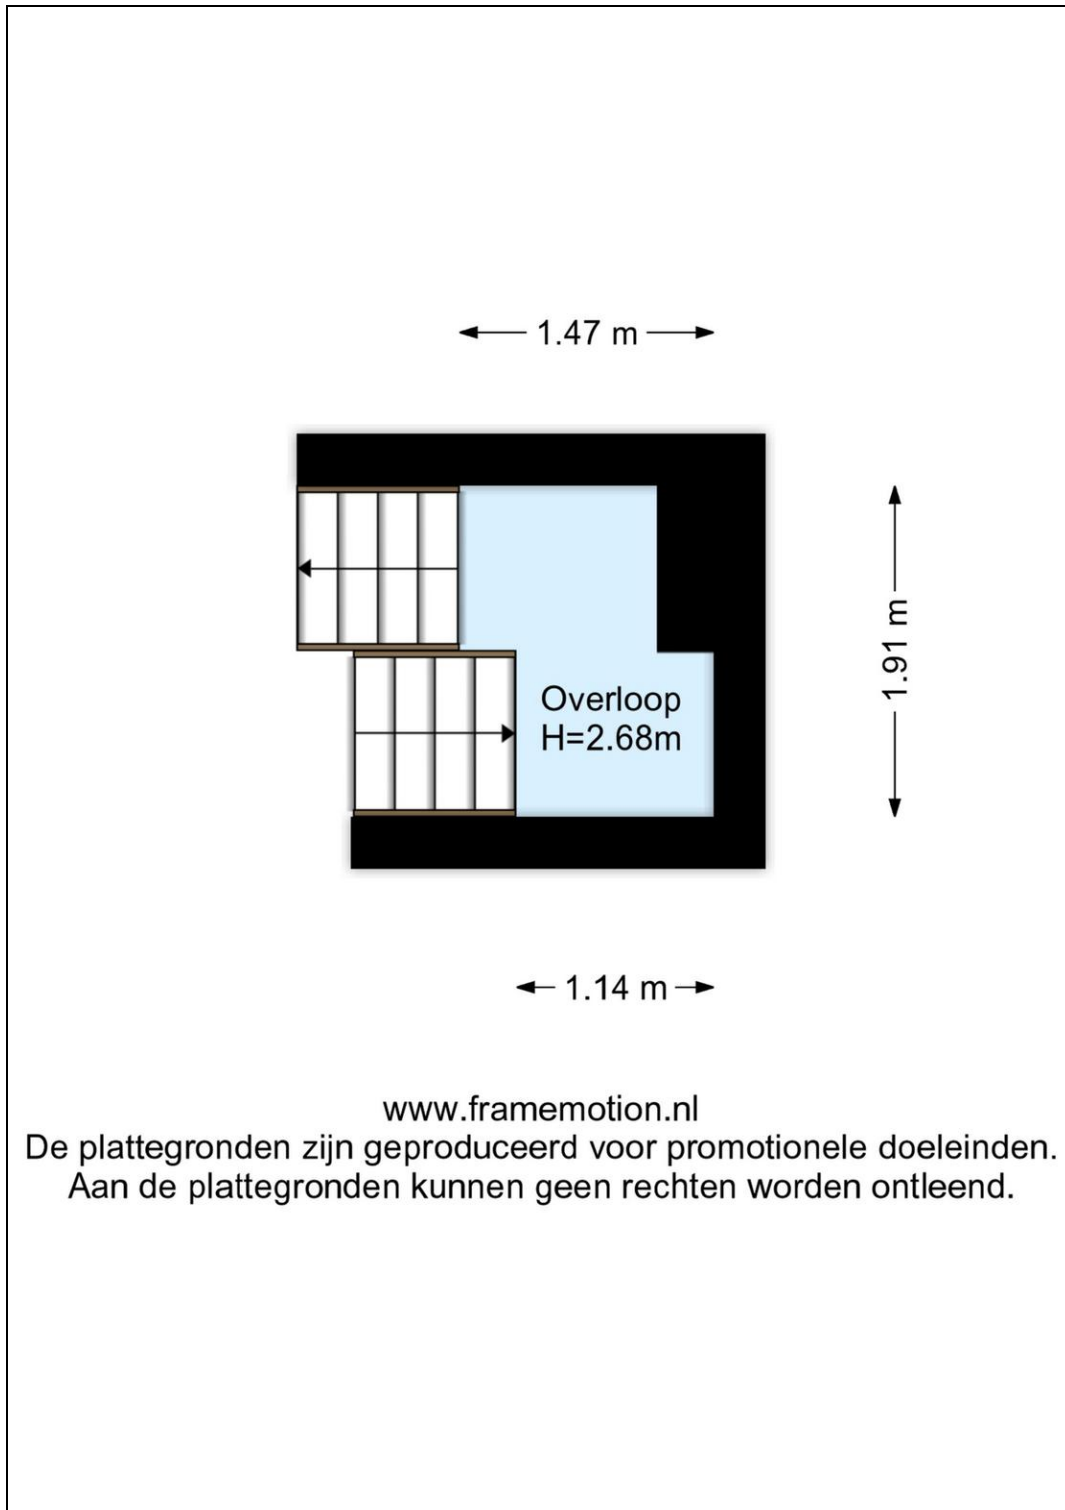 1.47 m
1.91 m
Overloop
H=2.68m
1.14 m
www.framemotion.nl
De plattegronden zijn geproduceerd voor promotionele doeleinden.
Aan de plattegronden kunnen geen rechten worden ontleend.